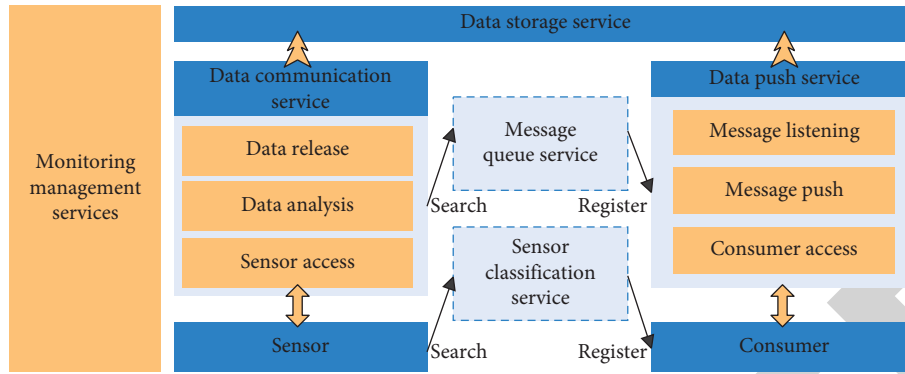 Data storage service
Monitoring
management
services
Data communication
service
Data release
Data analysis
Sensor access
Sensor
Message
queue service
Search
Register
Sensor
classification
service
Search
Register
Data push service
Message listening
Message push
Consumer access
Consumer